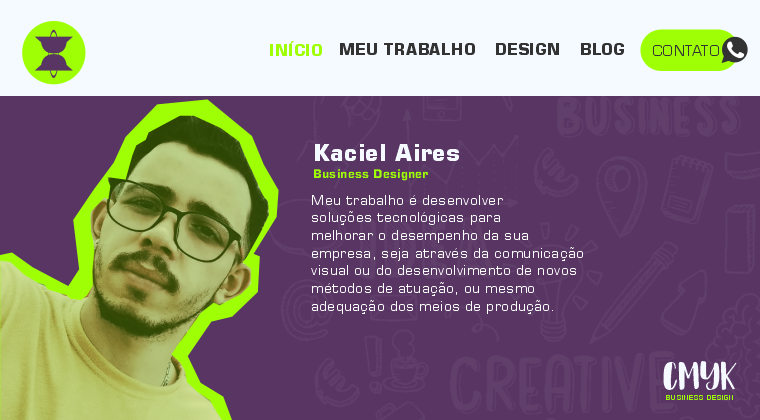 INÍCIO MEU TRABALHO DESIGN BLOG CONTATO
BUSINESS
Kaciel Aires
Business Designer
Meu trabalho é desenvolver
soluções tecnológicas para
melhorar o desempenho da sua
empresa, seja através da comunicação
visual ou do desenvolvimento de novos
métodos de atuação, ou mesmo
adequação dos meios de produção.
CREATIVE
CMYK
BUSINESS DESIGN